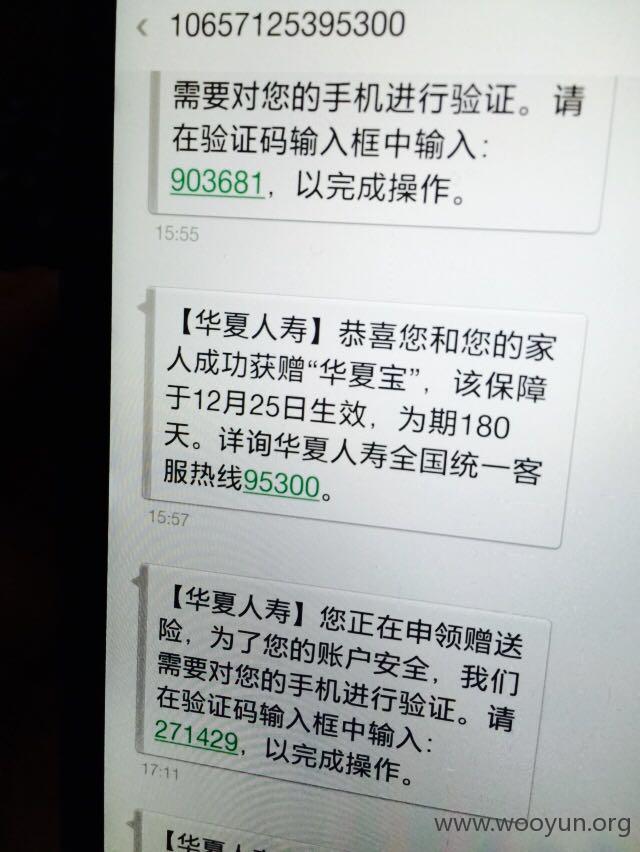 10657125395300
需要对您的手机进行验证。请
在验证码输入框中输入:
903681，以完成操作。
15:55
【华夏人寿】恭喜您和您的家
人成功获赠“华夏宝”，该保障
于12月25日生效，为期180
天。详询华夏人寿全国统一客
服热线95300。
15:57
【华夏人寿】您正在申领赠送
险，为了您的账户安全，我们
需要对您的手机进行验证。请
在验证码输入框中输入:
271429，以完成操作。
17:11
【华夏人
www.wooyun.org